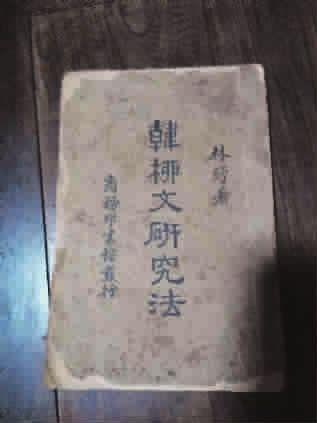 林紓著
韓柳文研究法
商務印書館發行